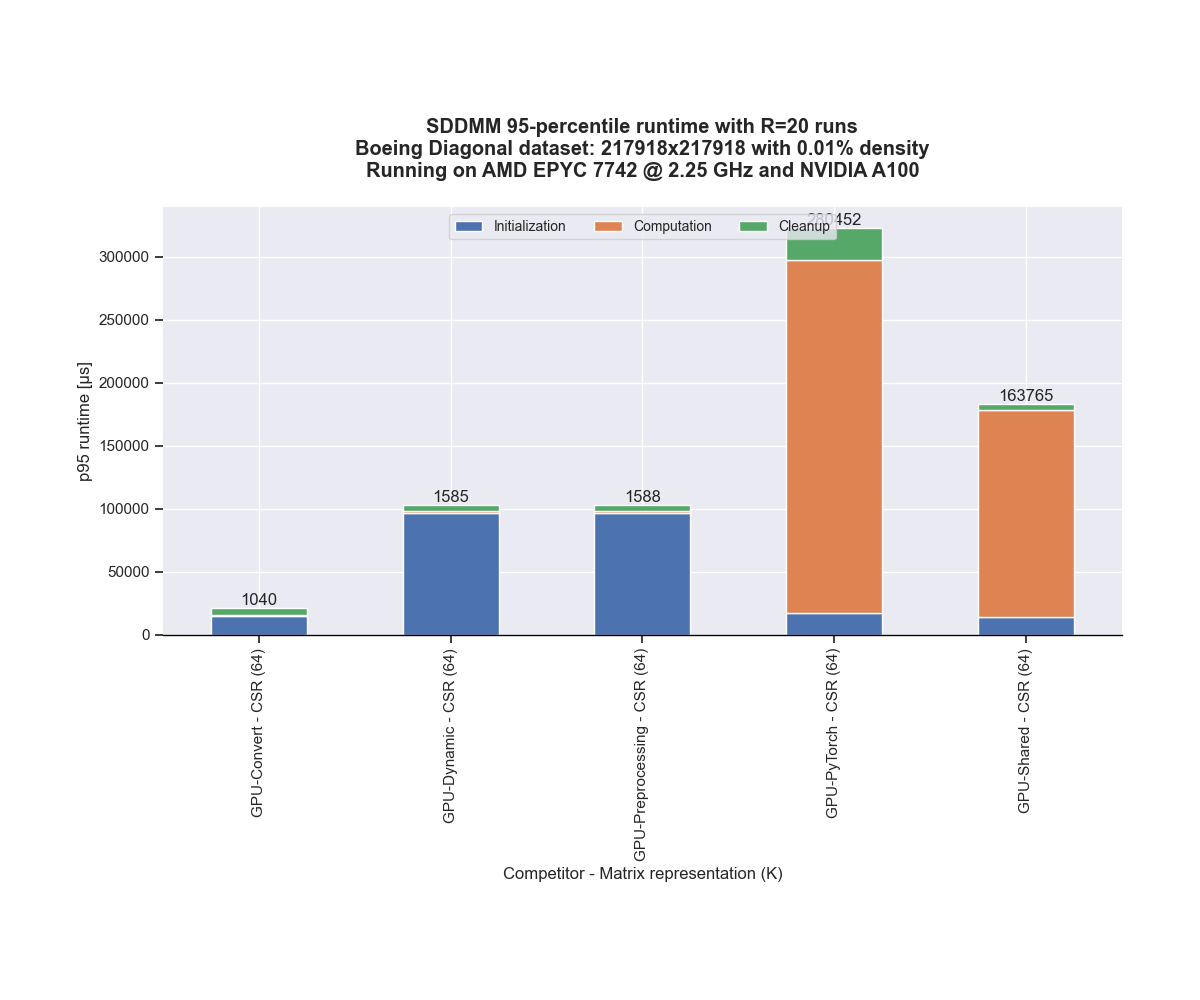 SDDMM 95-percentile runtime with R=20 runs
Boeing Diagonal dataset: 217918x217918 with 0.01% density
Running on AMD EPYC 7742 @ 2.25 GHz and NVIDIA A100
Initialization Computation Cleanup
280452
163765
1585
1588
1040
p95 runtime [µs]
300000
250000
200000
150000
100000
50000
0
GPU-Convert - CSR (64)
GPU-Dynamic - CSR (64)
GPU-Preprocessing - CSR (64)
GPU-PyTorch - CSR (64)
GPU-Shared - CSR (64)
Competitor - Matrix representation (K)